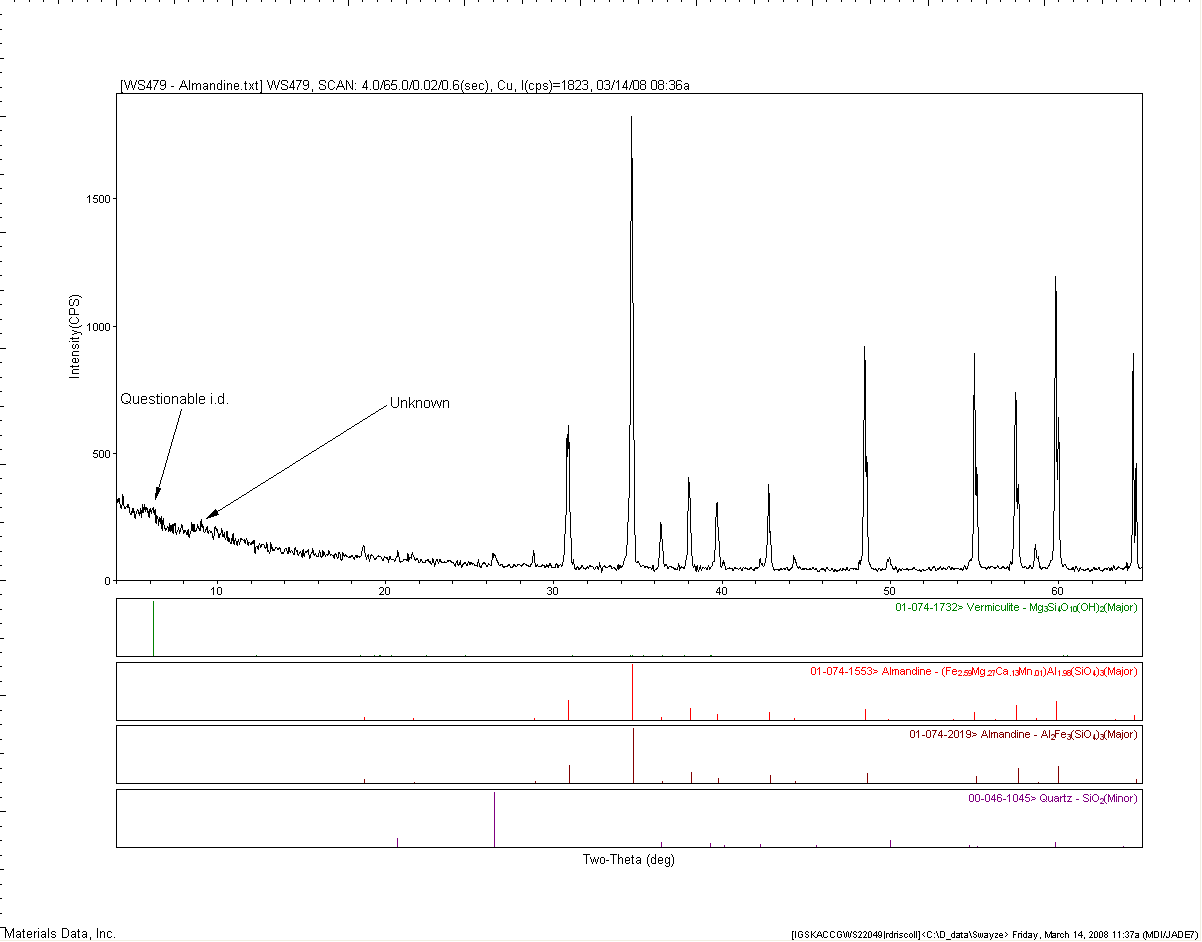 [WS479 - Almandine.txt] WS479, SCAN: 4.0/65.0/0.02/0.6(sec), Cu, I(cps)=1823, 03/14/08 08:36a
1500
1000
500
0
Intensity(CPS)
Questionable i.d.
Unknown
10 20 30 40 50 60
01-074-1732> Vermiculite - Mg3Si4O10(OH)2(Major)
01-074-1553> Almandine - (Fe2.59Mg.27Ca.13Mn.01)Al1.98(SiO4)3(Major)
01-074-2019> Almandine - Al2Fe3(SiO4)3(Major)
00-046-1045> Quartz - SiO2(Minor)
Two-Theta (deg)
Materials Data, Inc.
[IGSKACCGWS22049|rdriscoll]<C:\D_data\Swayze> Friday, March 14, 2008 11:37a (MDI/JADE7)